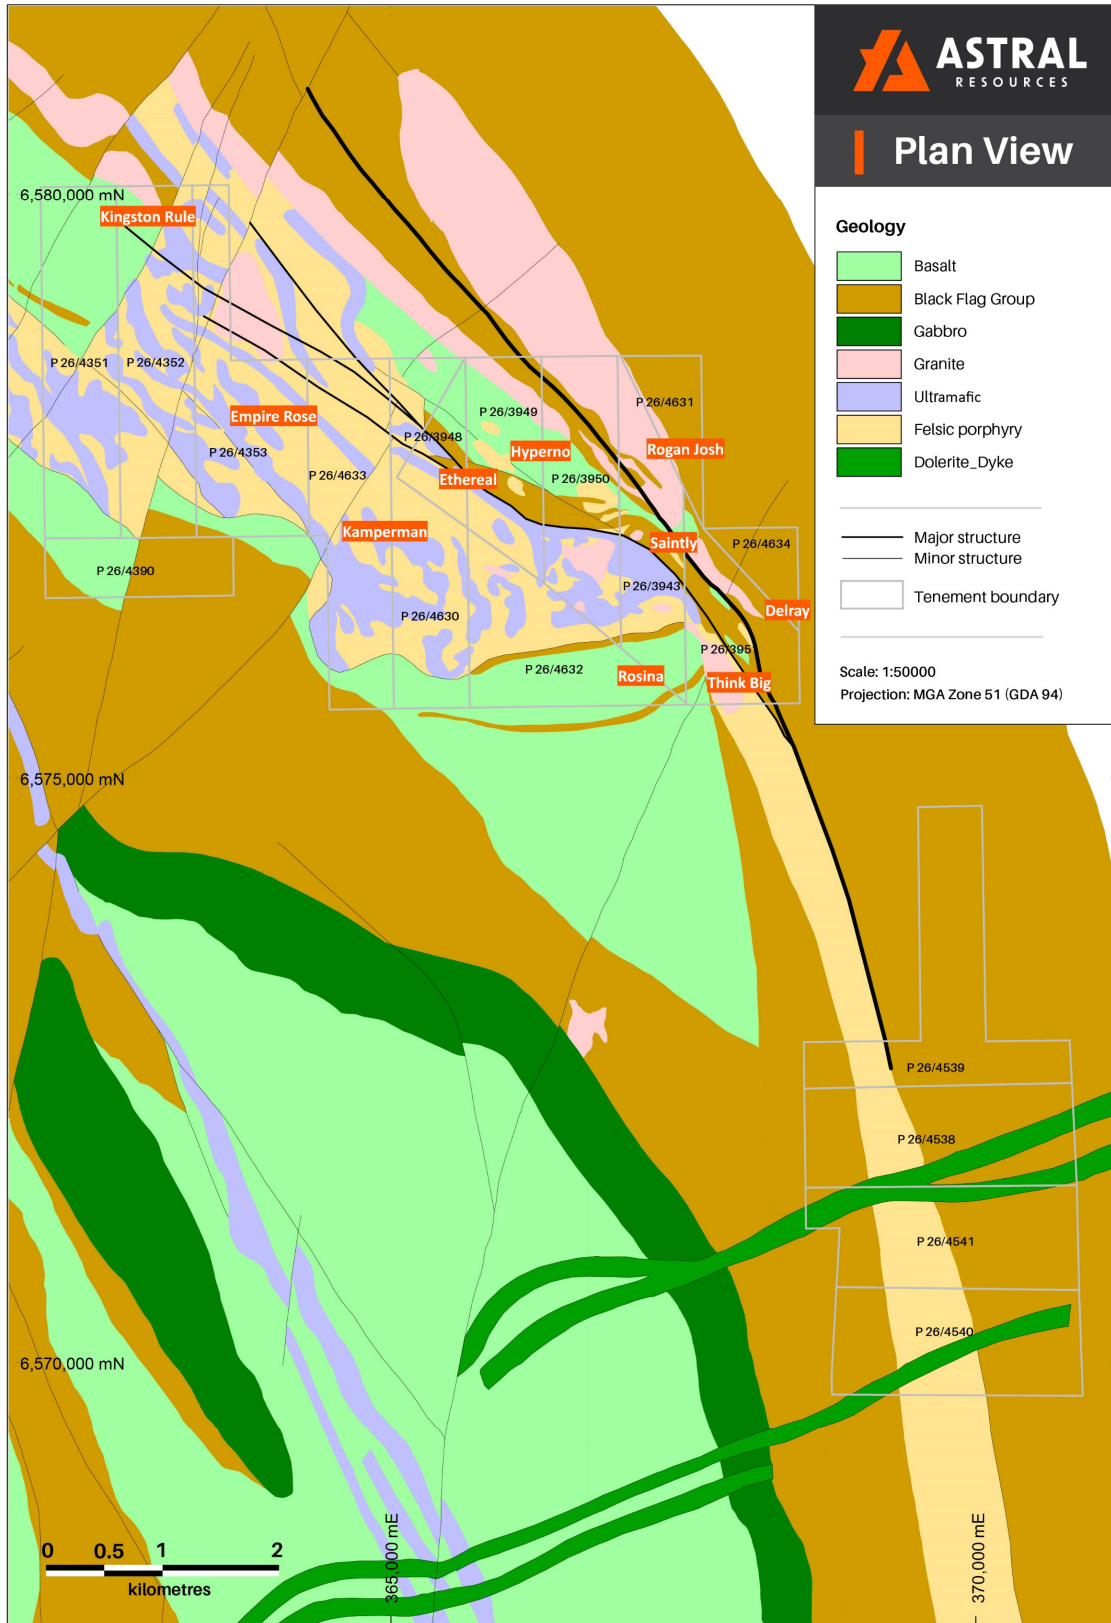 ASTRAL
RESOURCES
Plan View
Geology
Basalt
Black Flag Group
Gabbro
Granite
Ultramafic
Felsic porphyry
Dolerite_Dyke
Major structure
Minor structure
Tenement boundary
Scale: 1:50000
Projection: MGA Zone 51 (GDA 94)
6,580,000 mN
Kingston Rule
P 26/4351
P 26/4352
P 26/4631
Empire Rose
P 26/3949
P 26/3948
P 26/4353
Hyperno
Rogan Josh
P 26/4633
Ethereal
P 26/3950
Kamperman
Saintly
P 26/4634
P 26/4390
P 26/3943
Delray
P 26/4630
P 26/395
P 26/4632
Rosina
Think Big
6,575,000 mN
P 26/4539
P 26/4538
P 26/4541
P 26/4540
6,570,000 mN
0 0.5 1 2
kilometres
365,000 mE
370,000 mE